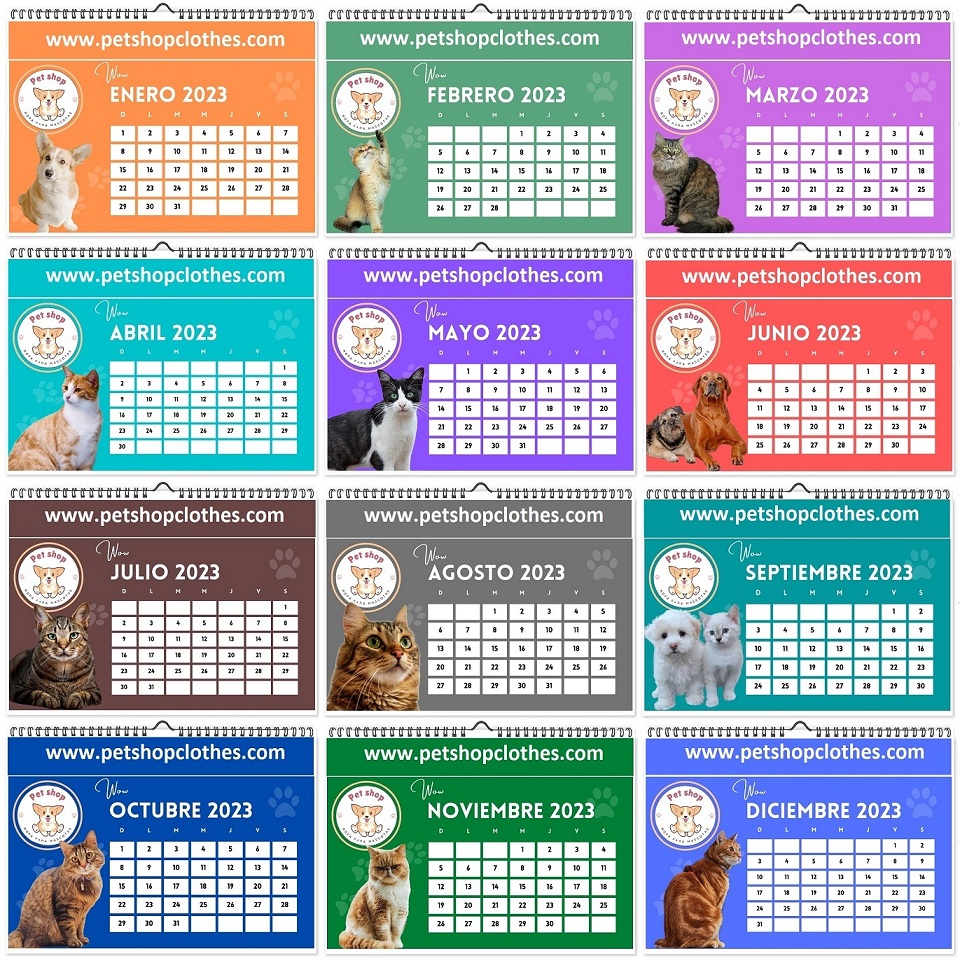 www.petshopclothes.com
Pet shop
ROPA PARA MASCOTAS
Wow
ENERO 2023
D L M M J V S
1 2 3 4 5 6 7
8 9 10 11 12 13 14
15 16 17 18 19 20 21
22 23 24 25 26 27 28
29 30 31
www.petshopclothes.com
Pet shop
ROPA PARA MASCOTAS
Wow
FEBRERO 2023
D L M M J V S
1 2 3 4
5 6 7 8 9 10 11
12 13 14 15 16 17 18
19 20 21 22 23 24 25
26 27 28
www.petshopclothes.com
Pet shop
ROPA PARA MASCOTAS
Wow
MARZO 2023
D L M M J V S
1 2 3 4
5 6 7 8 9 10 11
12 13 14 15 16 17 18
19 20 21 22 23 24 25
26 27 28 29 30 31
www.petshopclothes.com
Pet shop
ROPA PARA MASCOTAS
Wow
ABRIL 2023
D L M M J V S
1
2 3 4 5 6 7 8
9 10 11 12 13 14 15
16 17 18 19 20 21 22
23 24 25 26 27 28 29
30
www.petshopclothes.com
Pet shop
ROPA PARA MASCOTAS
Wow
MAYO 2023
D L M M J V S
1 2 3 4 5 6
7 8 9 10 11 12 13
14 15 16 17 18 19 20
21 22 23 24 25 26 27
28 29 30 31
www.petshopclothes.com
Pet shop
ROPA PARA MASCOTAS
Wow
JUNIO 2023
D L M M J V S
1 2 3
4 5 6 7 8 9 10
11 12 13 14 15 16 17
18 19 20 21 22 23 24
25 26 27 28 29 30
www.petshopclothes.com
Pet shop
ROPA PARA MASCOTAS
Wow
JULIO 2023
D L M M J V S
1
2 3 4 5 6 7 8
9 10 11 12 13 14 15
16 17 18 19 20 21 22
23 24 25 26 27 28 29
30 31
www.petshopclothes.com
Pet shop
ROPA PARA MASCOTAS
Wow
AGOSTO 2023
D L M M J V S
1 2 3 4 5
6 7 8 9 10 11 12
13 14 15 16 17 18 19
20 21 22 23 24 25 26
27 28 29 30 31
www.petshopclothes.com
Pet shop
ROPA PARA MASCOTAS
Wow
SEPTIEMBRE 2023
D L M M J V S
1 2
3 4 5 6 7 8 9
10 11 12 13 14 15 16
17 18 19 20 21 22 23
24 25 26 27 28 29 30
www.petshopclothes.com
Pet shop
ROPA PARA MASCOTAS
Wow
OCTUBRE 2023
D L M M J V S
1 2 3 4 5 6 7
8 9 10 11 12 13 14
15 16 17 18 19 20 21
22 23 24 25 26 27 28
29 30 31
www.petshopclothes.com
Pet shop
ROPA PARA MASCOTAS
Wow
NOVIEMBRE 2023
D L M M J V S
1 2 3 4
5 6 7 8 9 10 11
12 13 14 15 16 17 18
19 20 21 22 23 24 25
26 27 28 29 30
www.petshopclothes.com
Pet shop
ROPA PARA MASCOTAS
Wow
DICIEMBRE 2023
D L M M J V S
1 2
3 4 5 6 7 8 9
10 11 12 13 14 15 16
17 18 19 20 21 22 23
24 25 26 27 28 29 30
31